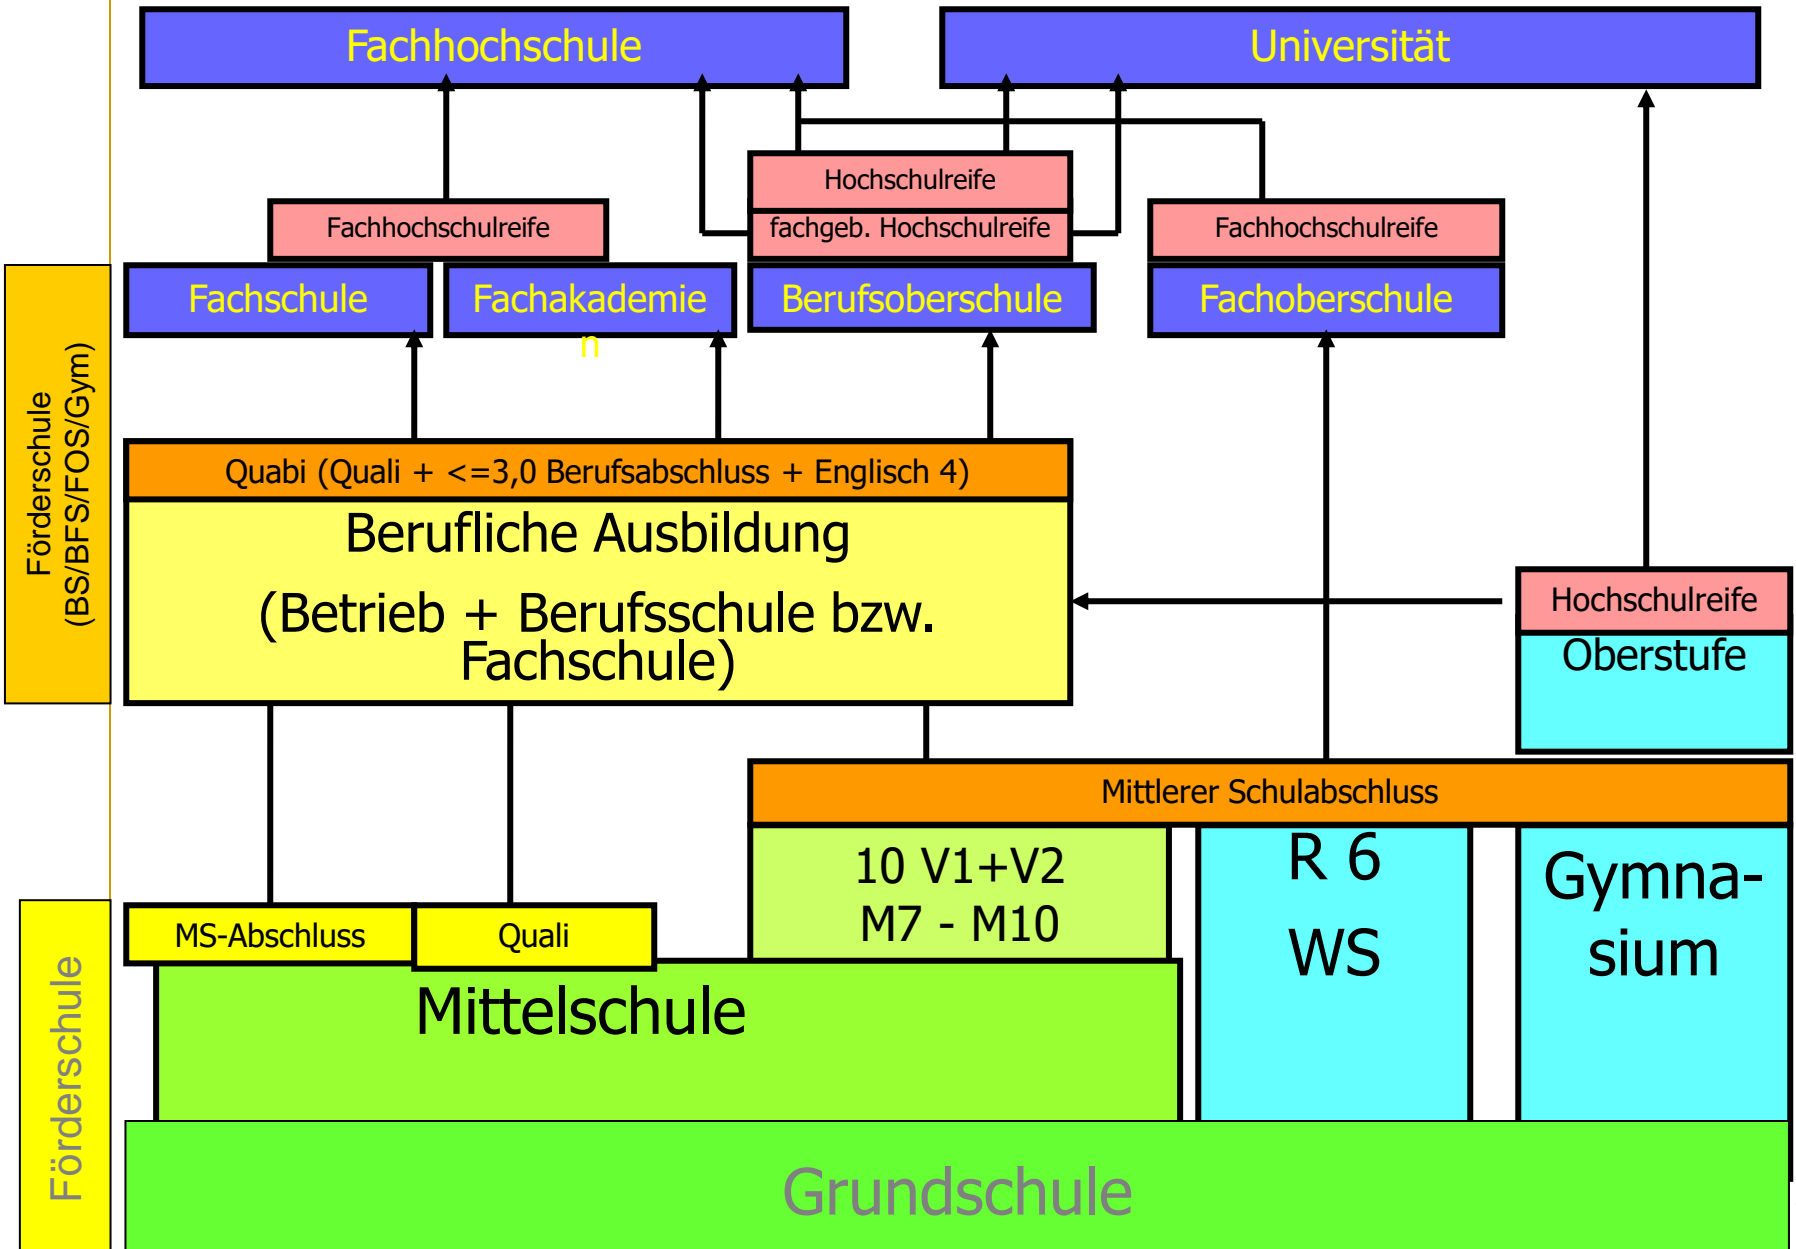 Fachhochschule
Universität
Hochschulreife
Fachhochschulreife
fachgeb. Hochschulreife
Fachhochschulreife
Fachschule
Fachakademie
n
Berufsoberschule
Fachoberschule
Förderschule
(BS/BFS/FOS/Gym)
Quabi (Quali + <=3,0 Berufsabschluss + Englisch 4)
Berufliche Ausbildung
(Betrieb + Berufsschule bzw.
Fachschule)
Hochschulreife
Oberstufe
Mittlerer Schulabschluss
10 V1+V2
M7 - M10
R 6
WS
Gymna-
sium
MS-Abschluss
Quali
Mittelschule
Förderschule
Grundschule